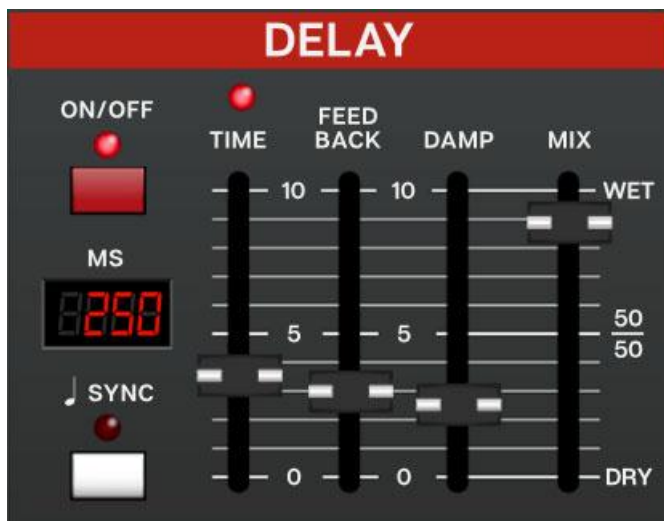 DELAY
ON/OFF
TIME
FEED
BACK
DAMP
MIX
10
10
WET
MS
250
5
5
50
50
♩ SYNC
0
0
DRY